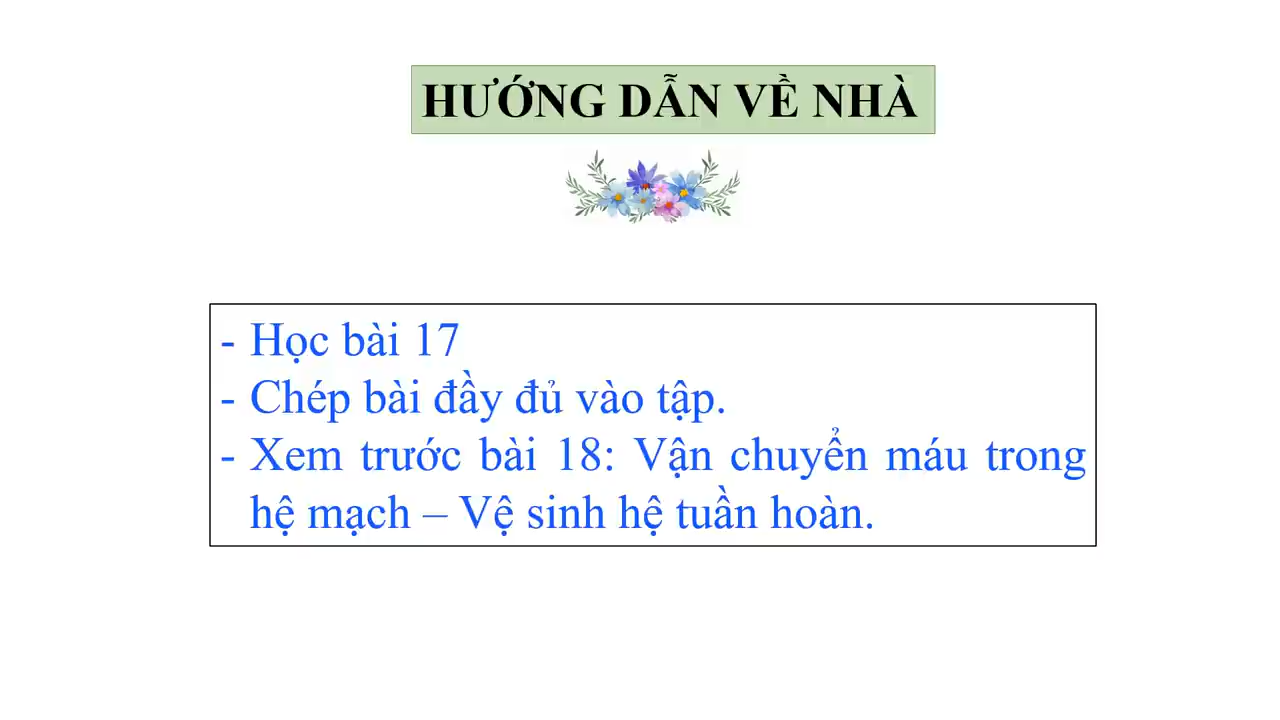 HƯỚNG DẪN VỀ NHÀ
- Học bài 17
- Chép bài đầy đủ vào tập.
- Xem trước bài 18: Vận chuyển máu trong
hệ mạch – Vệ sinh hệ tuần hoàn.